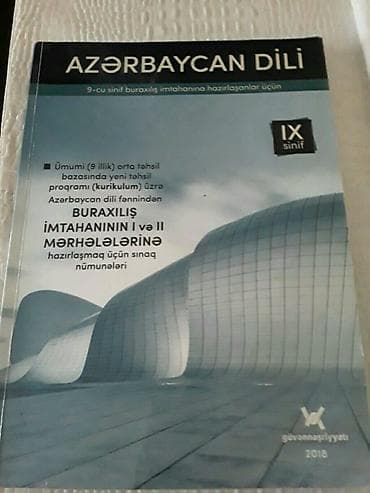 AZƏRBAYCAN DİLİ
9-cu sinif buraxılış imtahanına hazırlaşanlar üçün
IX
sinif
Ümumi (9 illik) orta təhsil
bazasında yeni təhsil
proqramı (kurikulum) üzrə
Azərbaycan dili fənnindən
BURAXILIŞ
İMTAHANININ I və II
MƏRHƏLƏLƏRİNƏ
hazırlaşmaq üçün sınaq
nümunələri
güvənnəşriyyatı
2018